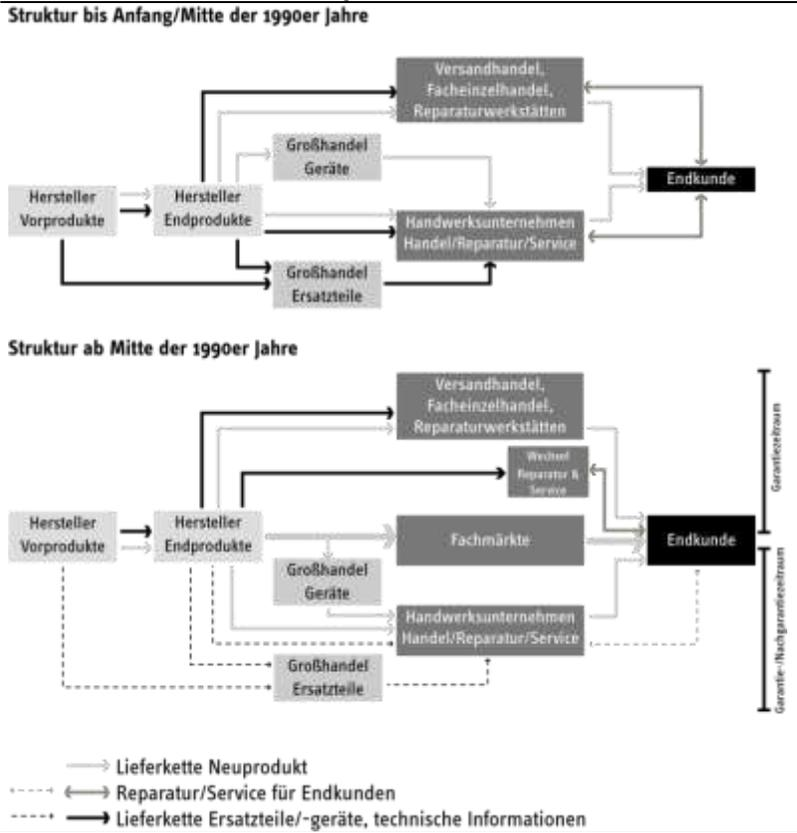 Struktur bis Anfang/Mitte der 1990er Jahre
Versandhandel,
Facheinzelhandel,
Reparaturwerkstätten
Großhandel
Geräte
Endkunde
Hersteller
Vorprodukte
Hersteller
Endprodukte
Handwerksunternehmen
Handel/Reparatur/Service
Großhandel
Ersatzteile
Struktur ab Mitte der 1990er Jahre
Versandhandel,
Facheinzelhandel,
Reparaturwerkstätten
Garantiezeitraum
Wechsel
Reparatur &
Service
Hersteller
Vorprodukte
Hersteller
Endprodukte
Fachmärkte
Endkunde
Großhandel
Geräte
Handwerksunternehmen
Handel/Reparatur/Service
Garantie-/Nachgarantiezeitraum
Großhandel
Ersatzteile
Lieferkette Neuprodukt
Reparatur/Service für Endkunden
Lieferkette Ersatzteile/-geräte, technische Informationen